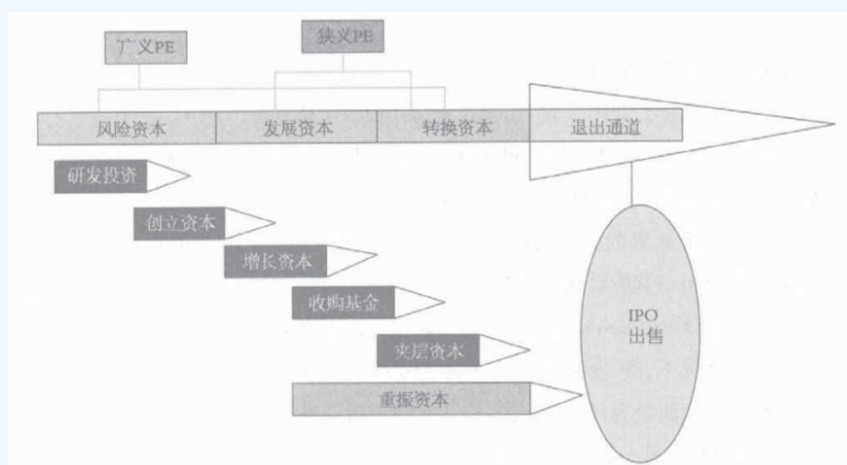 广义PE
狭义PE
风险资本
发展资本
转换资本
退出通道
研发投资
创立资本
增长资本
收购基金
夹层资本
重振资本
IPO
出售